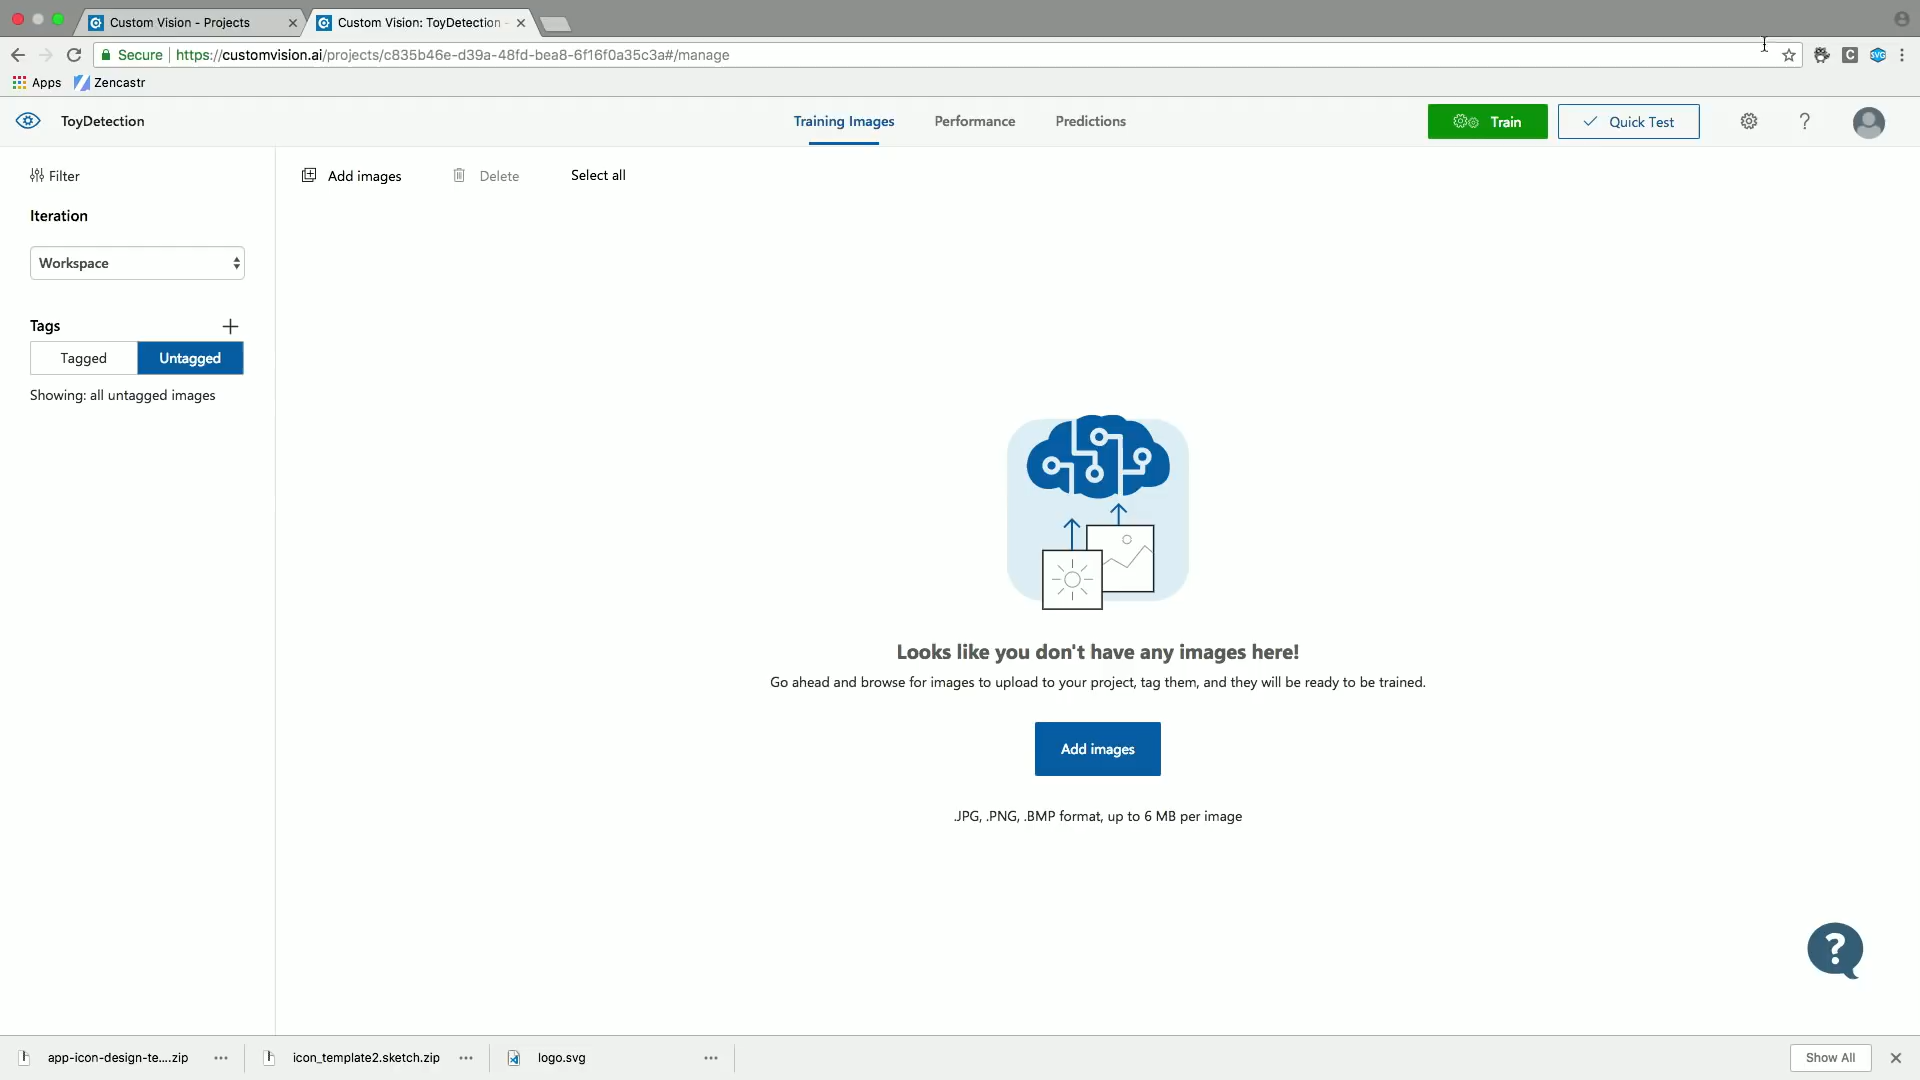 Custom Vision - Projects
Custom Vision: ToyDetection -
Secure https://customvision.ai/projects/c835b46e-d39a-48fd-bea8-6f16f0a35c3a#/manage
C
SVG
Apps
Zencastr
ToyDetection
Training Images
Performance
Predictions
Train
Quick Test
?
Filter
Add images
Delete
Select all
Iteration
Workspace
Tags
Tagged
Untagged
Showing: all untagged images
Looks like you don't have any images here!
Go ahead and browse for images to upload to your project, tag them, and they will be ready to be trained.
Add images
.JPG, .PNG, .BMP format, up to 6 MB per image
?
app-icon-design-te....zip
icon_template2.sketch.zip
logo.svg
Show All